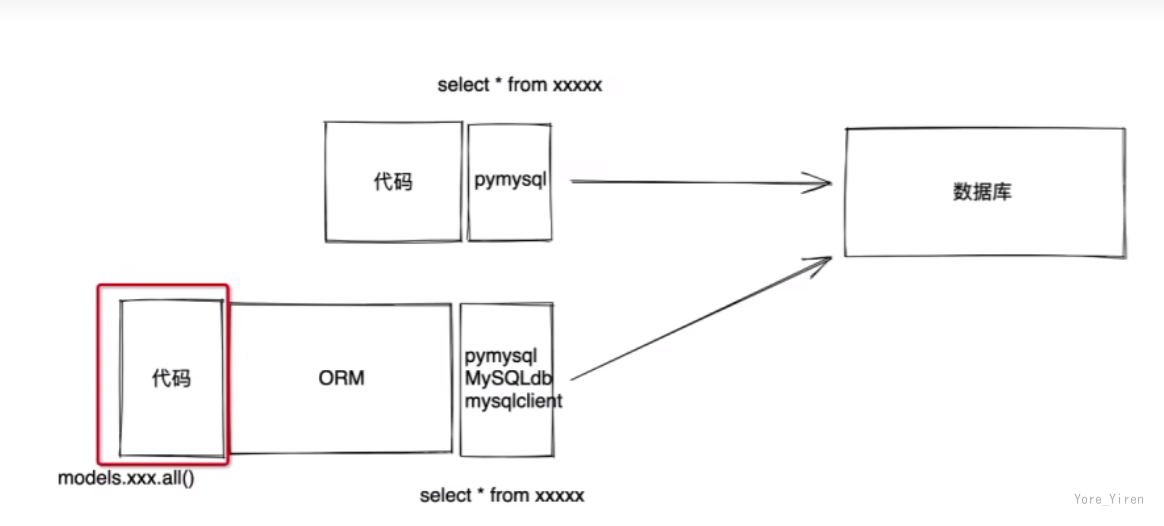 select * from xxxxx
代码
pymysql
数据库
代码
ORM
pymysql
MySQLdb
mysqlclient
models.xxx.all()
select * from xxxxx
Yore_Yiren